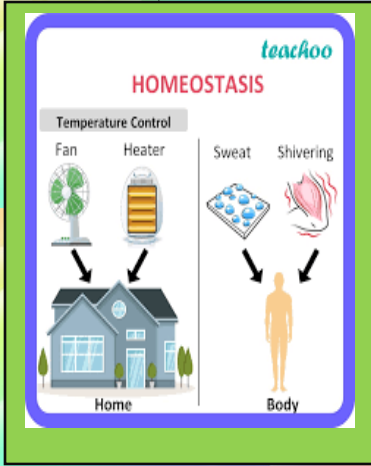 teachoo
HOMEOSTASIS
Temperature Control
Fan Heater
Sweat Shivering
Home
Body